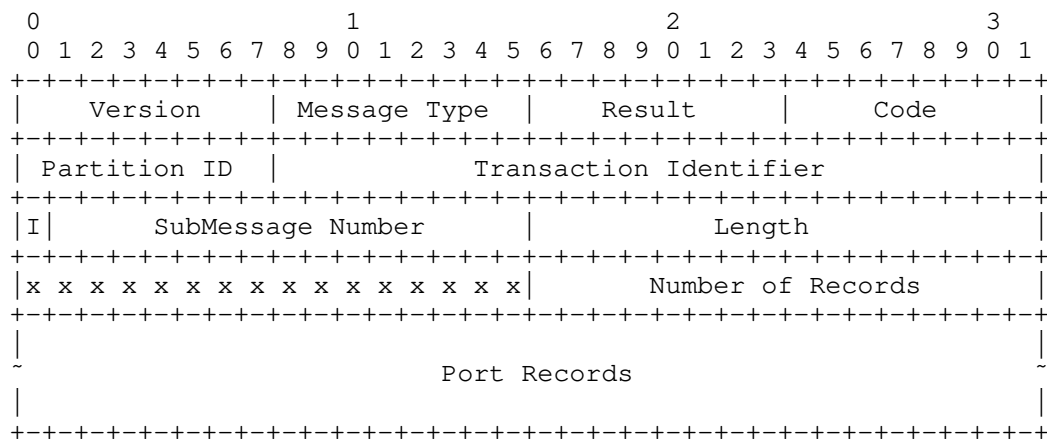 0                   1                   2                   3
 0 1 2 3 4 5 6 7 8 9 0 1 2 3 4 5 6 7 8 9 0 1 2 3 4 5 6 7 8 9 0 1
+-+-+-+-+-+-+-+-+-+-+-+-+-+-+-+-+-+-+-+-+-+-+-+-+-+-+-+-+-+-+-+-+
|    Version    | Message Type  |    Result     |     Code      |
+-+-+-+-+-+-+-+-+-+-+-+-+-+-+-+-+-+-+-+-+-+-+-+-+-+-+-+-+-+-+-+-+
| Partition ID  |            Transaction Identifier             |
+-+-+-+-+-+-+-+-+-+-+-+-+-+-+-+-+-+-+-+-+-+-+-+-+-+-+-+-+-+-+-+-+
|I|      SubMessage Number      |           Length              |
+-+-+-+-+-+-+-+-+-+-+-+-+-+-+-+-+-+-+-+-+-+-+-+-+-+-+-+-+-+-+-+-+
|x x x x x x x x x x x x x x x x|       Number of Records       |
+-+-+-+-+-+-+-+-+-+-+-+-+-+-+-+-+-+-+-+-+-+-+-+-+-+-+-+-+-+-+-+-+
|                                                               |
~                          Port Records                         ~
|                                                               |
+-+-+-+-+-+-+-+-+-+-+-+-+-+-+-+-+-+-+-+-+-+-+-+-+-+-+-+-+-+-+-+-+